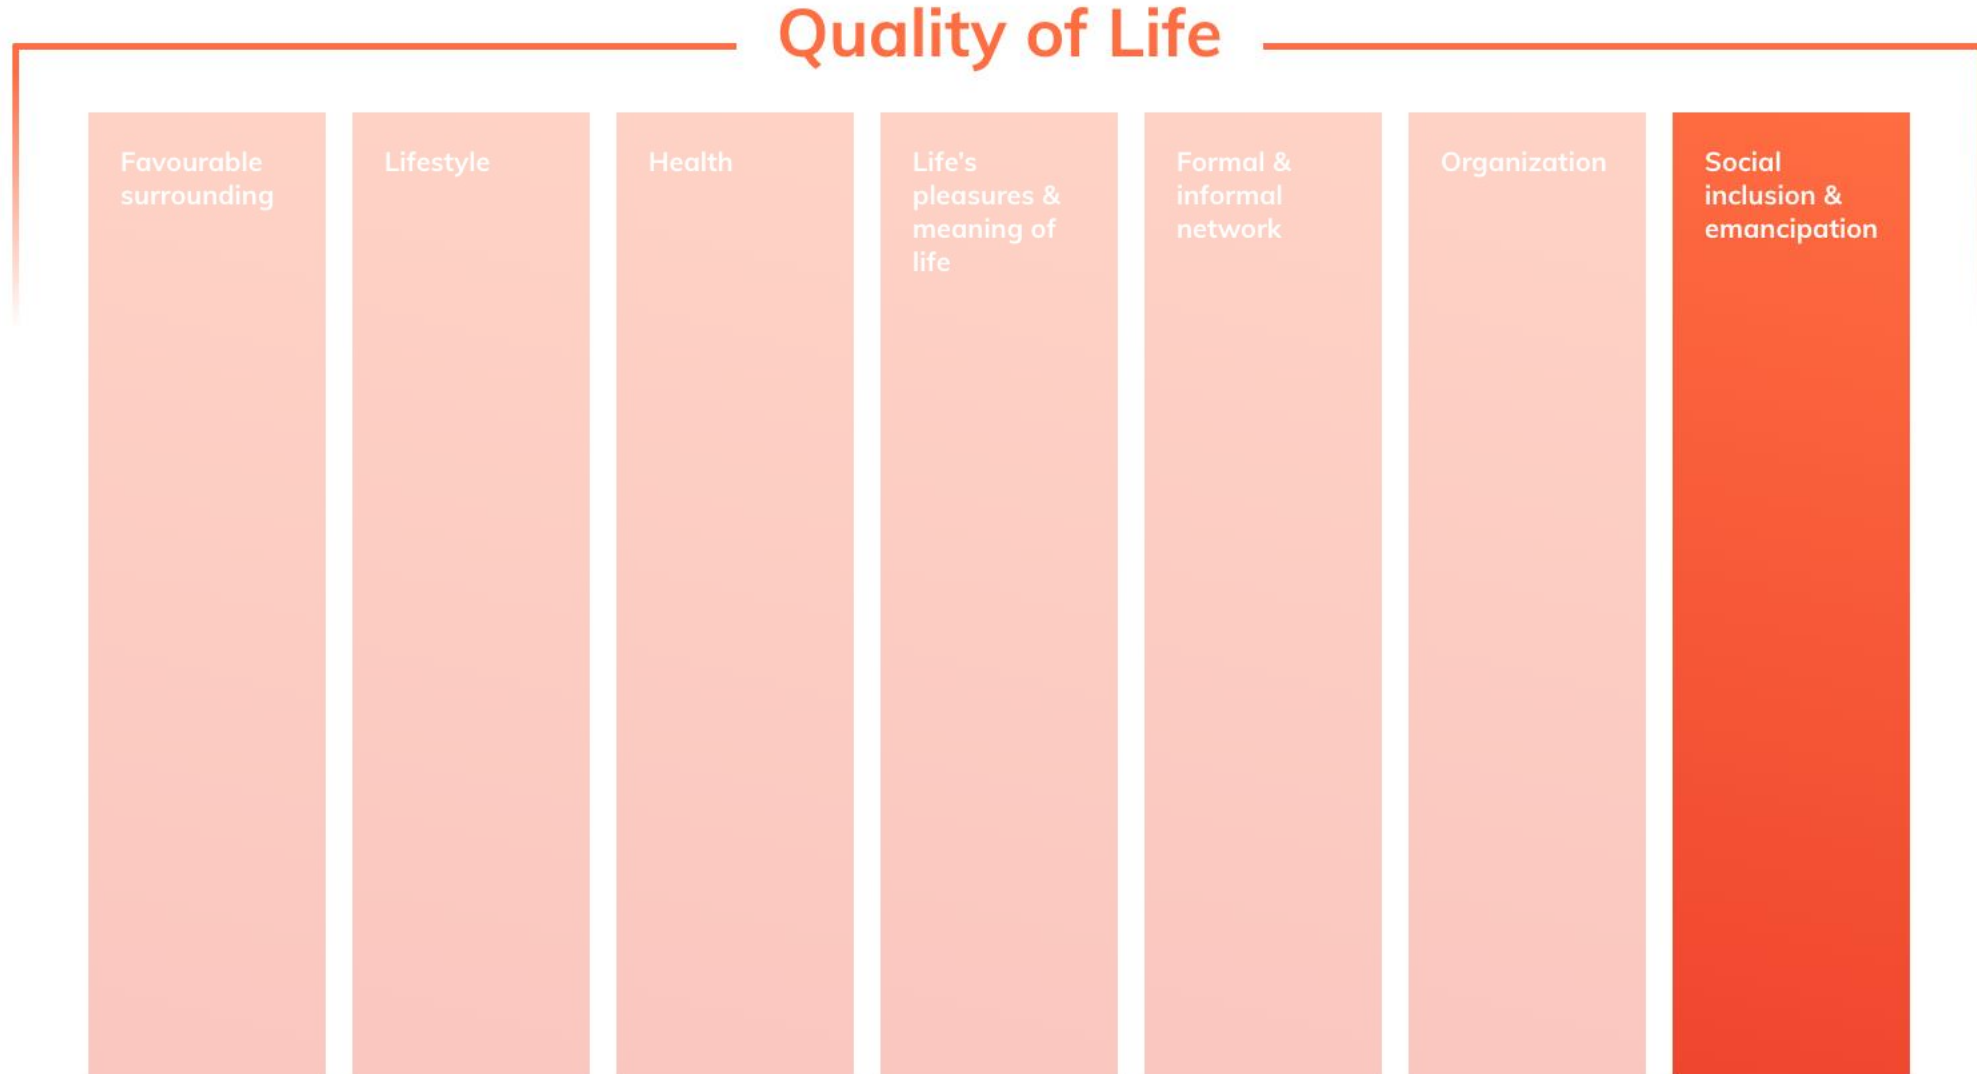 Quality of Life
Favourable
surrounding
Lifestyle
Health
Life's
pleasures &
meaning of
life
Formal &
informal
network
Organization
Social
inclusion &
emancipation